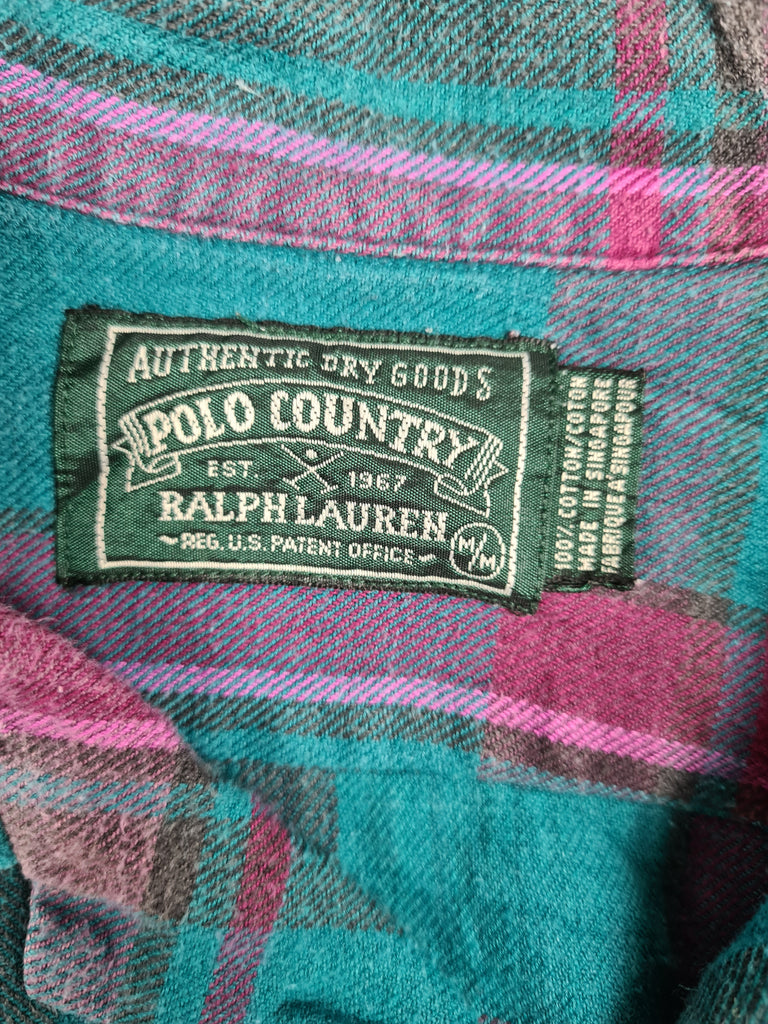 AUTHENTIC DRY GOODS
POLO COUNTRY
EST. 1967
RALPH LAUREN
~REG. U.S. PATENT OFFICE~
M/M
100% COTTON/COTON
MADE IN SINGAPORE
FABRIQUE A SINGAPOUR